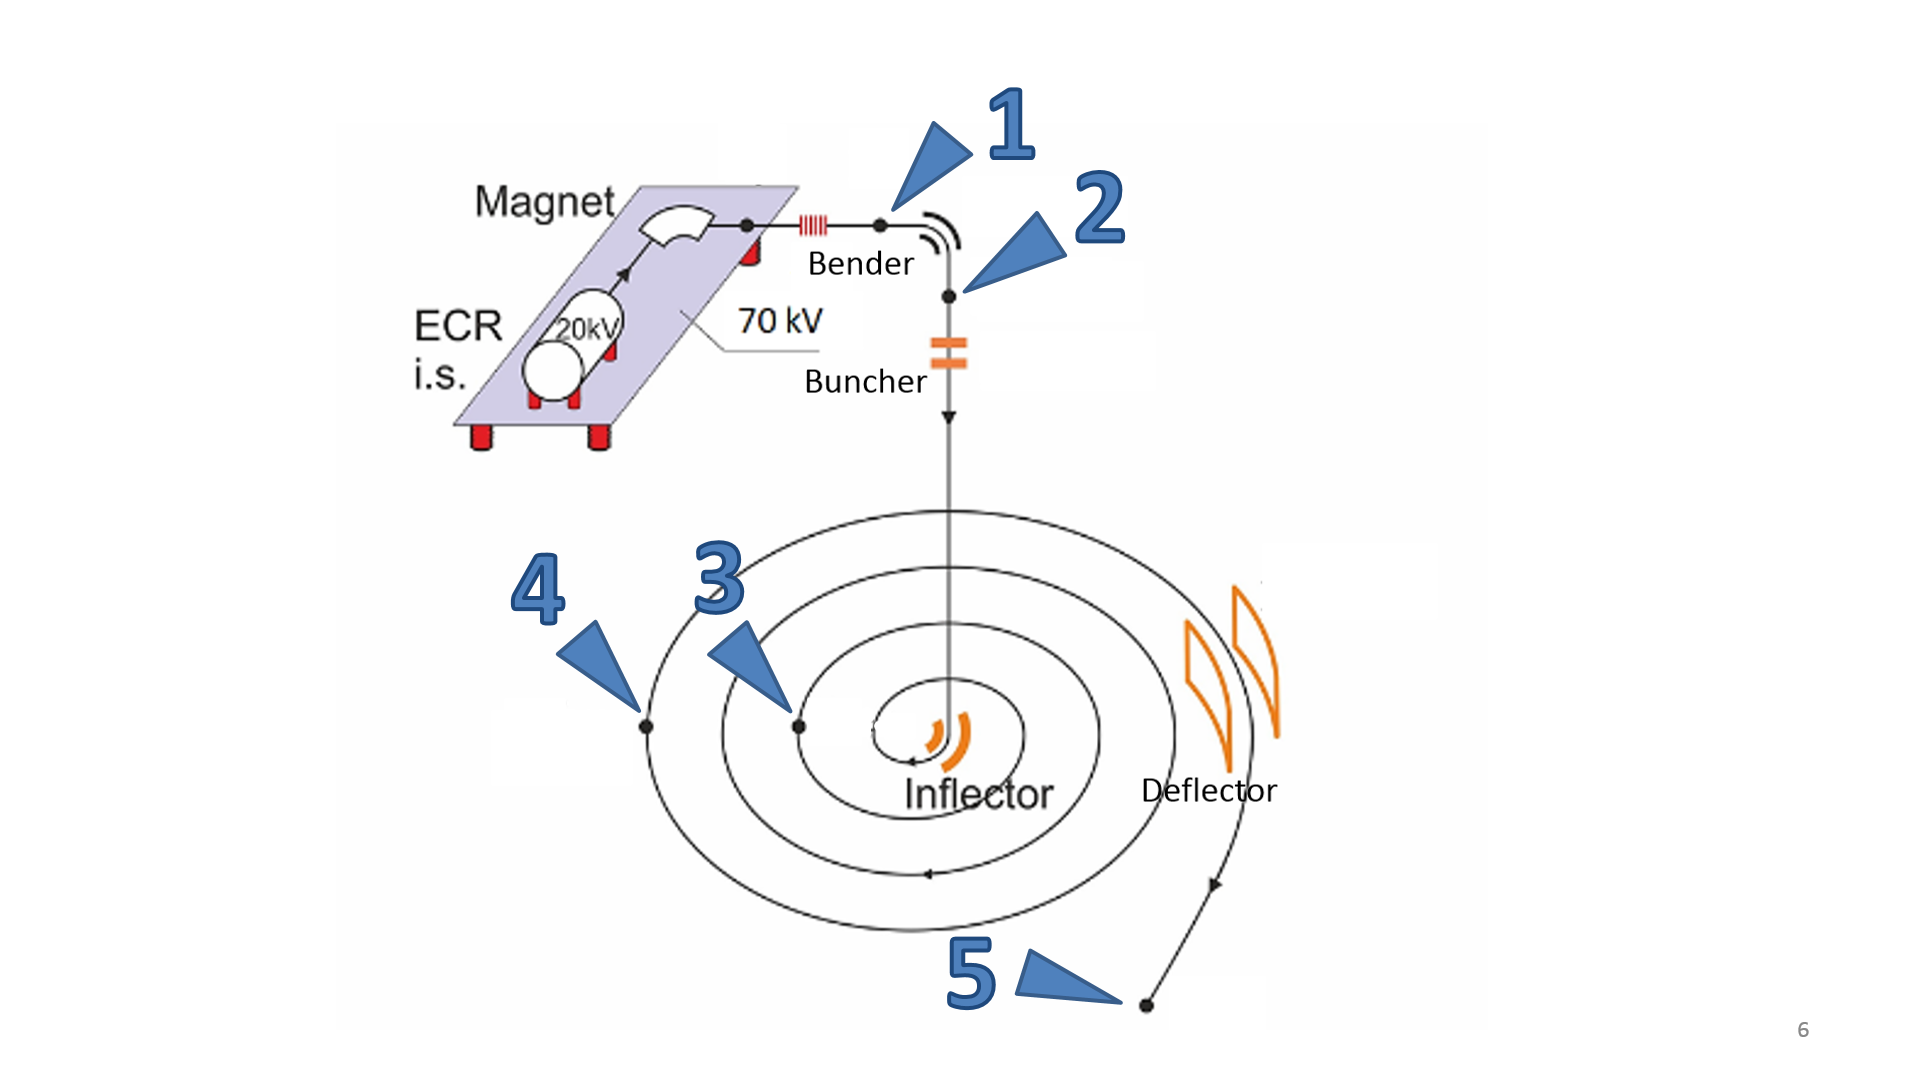 1
2
Magnet
Bender
ECR
i.s.
20kV
70 kV
Buncher
4
3
Inflector
Deflector
5
6